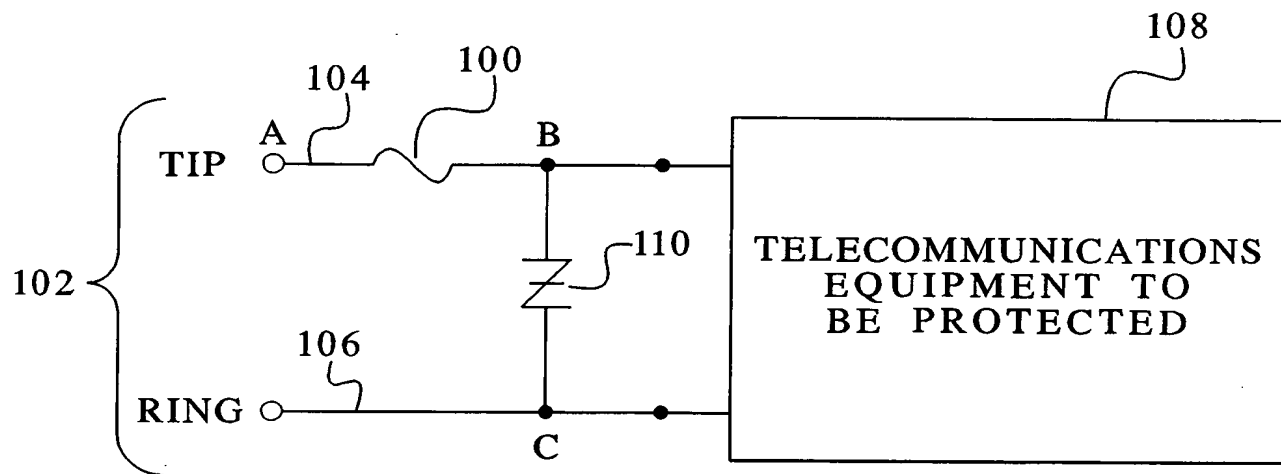 108
100
104
A
B
TIP
110
TELECOMMUNICATIONS
EQUIPMENT TO
BE PROTECTED
102
106
RING
C